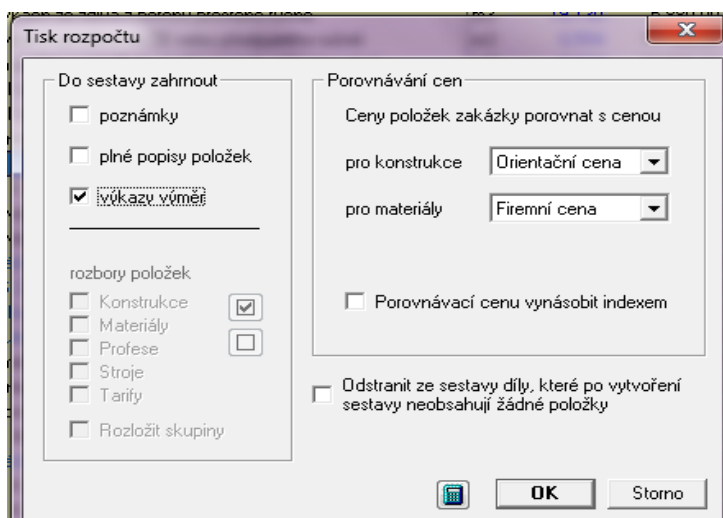 Tisk rozpočtu
Do sestavy zahrnout
poznámky
plné popisy položek
výkazy výměr
rozbory položek
Konstrukce
Materiály
Profese
Stroje
Tarify
Rozložit skupiny
Porovnávání cen
Ceny položek zakázky porovnat s cenou
pro konstrukce Orientační cena
pro materiály Firemní cena
Porovnávací cenu vynásobit indexem
Odstranit ze sestavy díly, které po vytvoření
sestavy neobsahují žádné položky
OK Storno